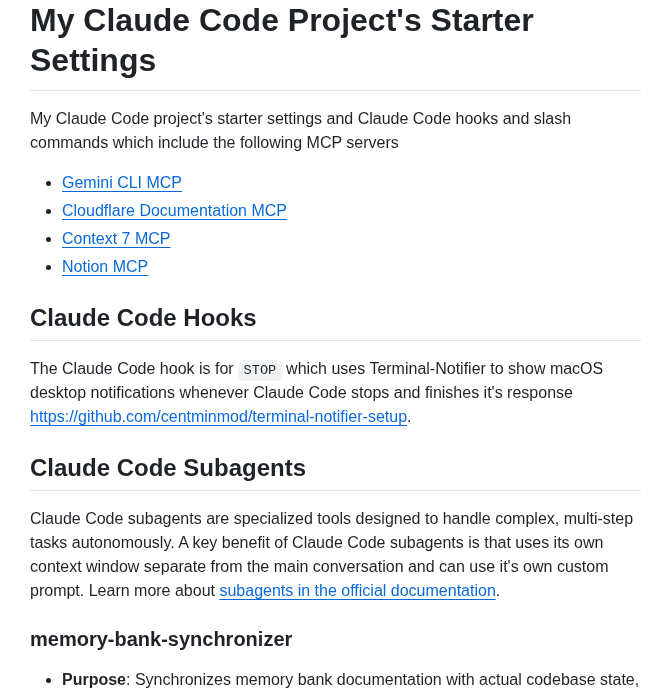 My Claude Code Project's Starter
Settings
My Claude Code project's starter settings and Claude Code hooks and slash
commands which include the following MCP servers
Gemini CLI MCP
Cloudflare Documentation MCP
Context 7 MCP
Notion MCP
Claude Code Hooks
The Claude Code hook is for STOP which uses Terminal-Notifier to show macOS
desktop notifications whenever Claude Code stops and finishes it's response
https://github.com/centminmod/terminal-notifier-setup.
Claude Code Subagents
Claude Code subagents are specialized tools designed to handle complex, multi-step
tasks autonomously. A key benefit of Claude Code subagents is that uses its own
context window separate from the main conversation and can use it's own custom
prompt. Learn more about subagents in the official documentation.
memory-bank-synchronizer
Purpose: Synchronizes memory bank documentation with actual codebase state,